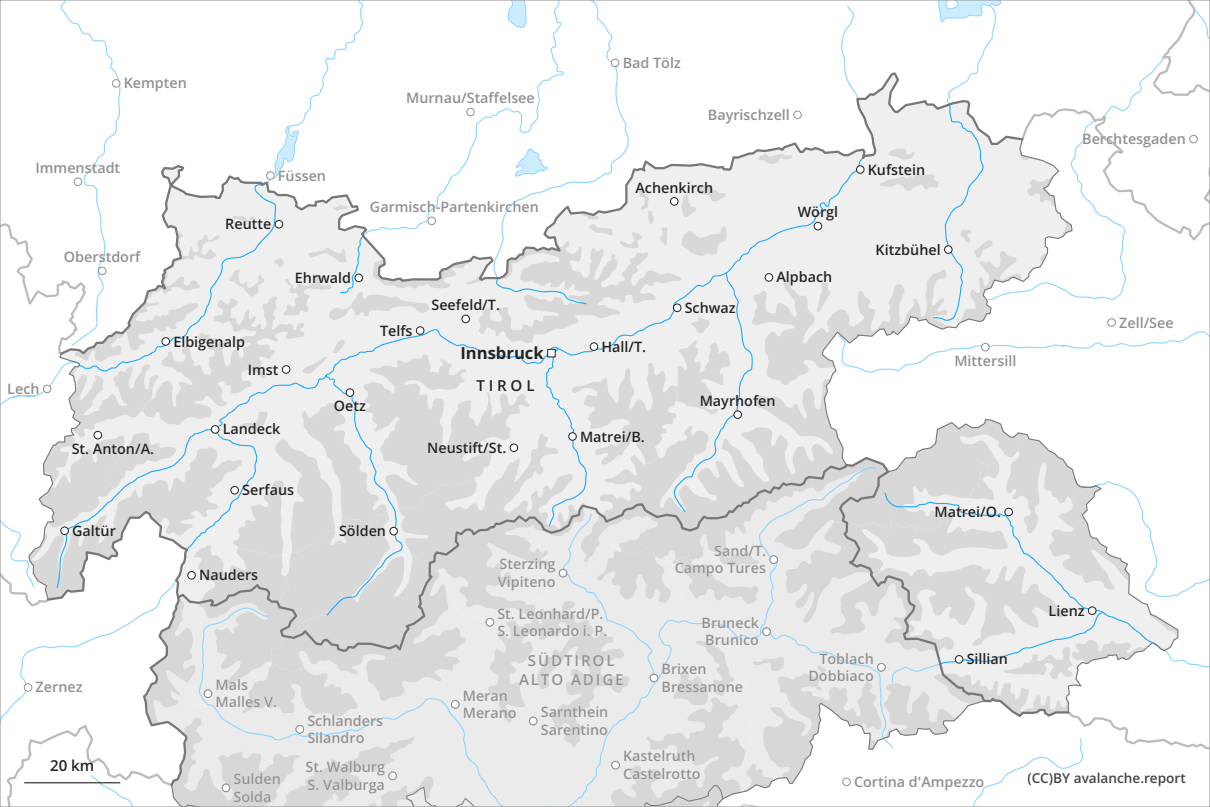 Kempten
Bad Tölz
Murnau/Staffelsee
Bayrischzell
Berchtesgaden
Immenstadt
Füssen
Kufstein
Achenkirch
Garmisch-Partenkirchen
Wörgl
Reutte
Kitzbühel
Oberstdorf
Ehrwald
Alpbach
Seefeld/T.
Schwaz
Telfs
Zell/See
Elbigenalp
Innsbruck
Hall/T.
Mittersill
Imst
TIROL
Lech
Oetz
Mayrhofen
Landeck
Matrei/B.
St. Anton/A.
Neustift/St.
Serfaus
Matrei/O.
Galtür
Sölden
Sand/T.
Campo Tures
Sterzing
Vipiteno
Nauders
Lienz
St. Leonhard/P.
S. Leonardo i. P.
Bruneck
Brunico
SÜDTIROL
ALTO ADIGE
Toblach
Dobbiaco
Sillian
Brixen
Bressanone
Zernez
Mals
Malles V.
Meran
Merano
Sarnthein
Sarentino
Schlanders
Silandro
Kastelruth
Castelrotto
20 km
St. Walburg
S. Valburga
Sulden
Solda
Cortina d'Ampezzo
(CC)BY avalanche.report